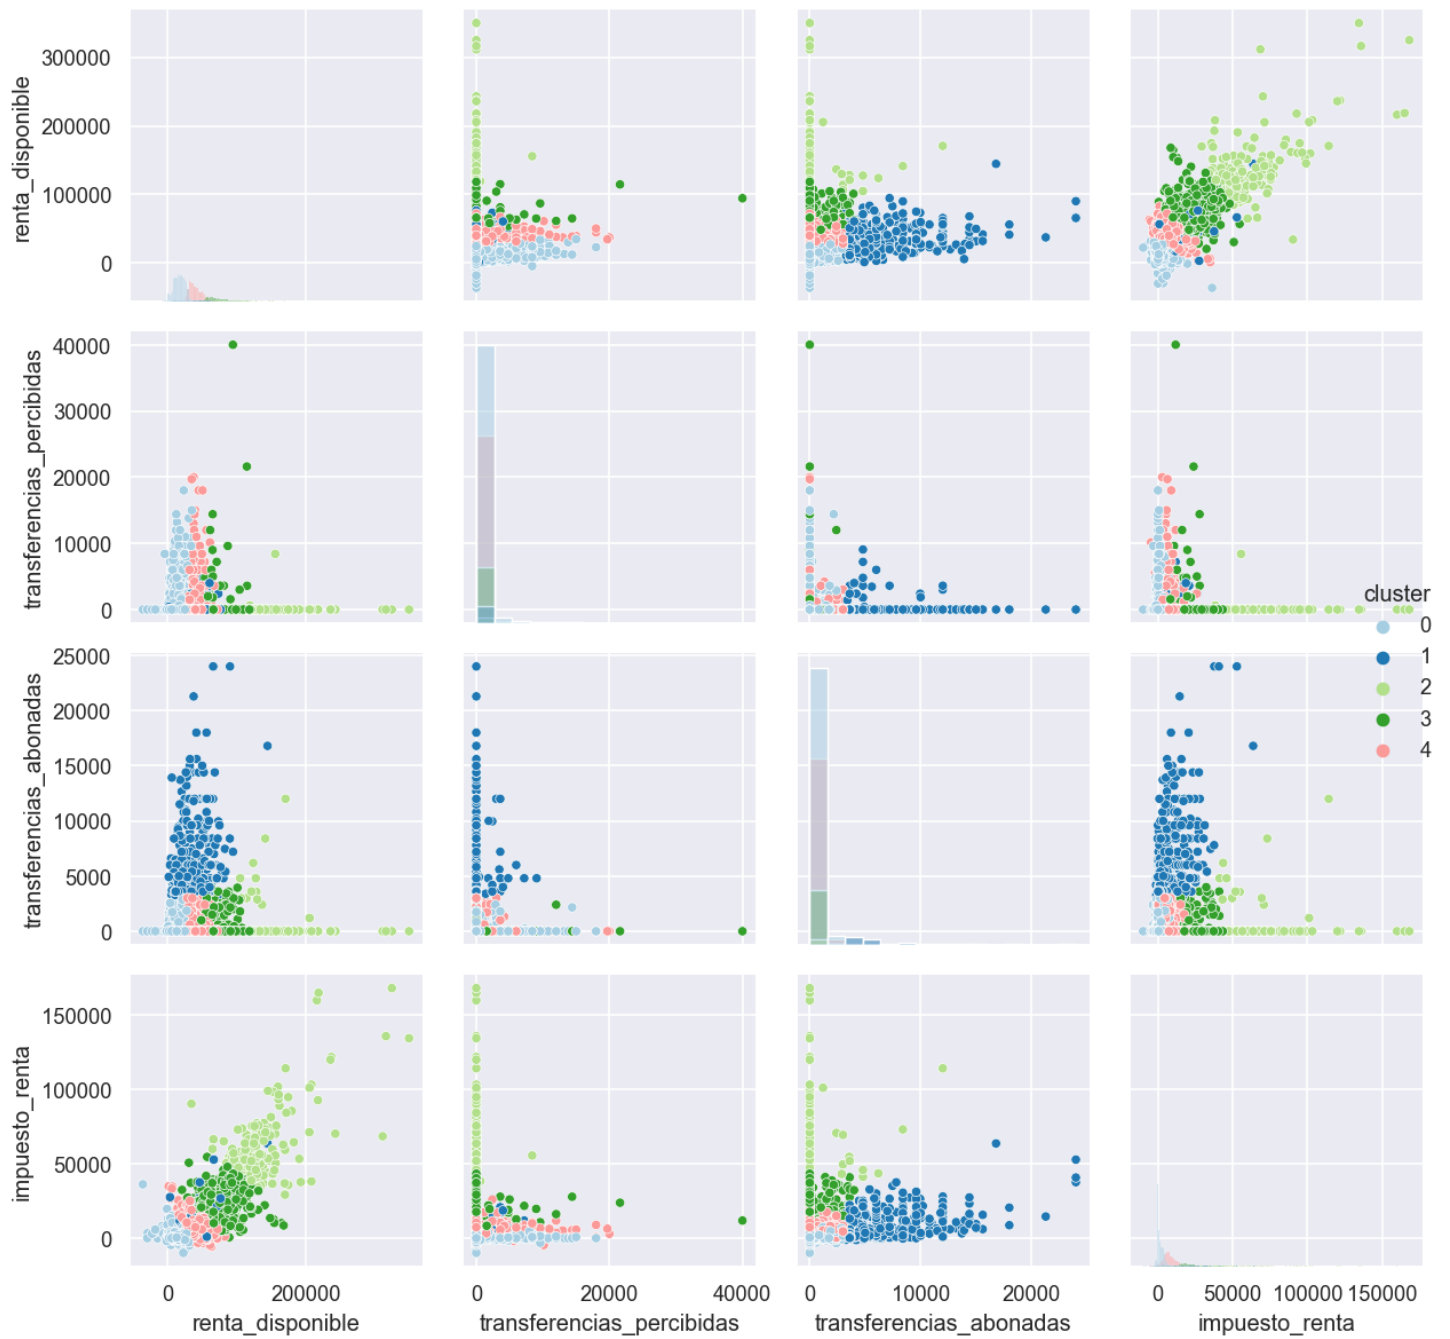 renta_disponible
300000
200000
100000
0
transferencias_percibidas
40000
30000
20000
10000
0
cluster
0
1
2
3
4
transferencias_abonadas
25000
20000
15000
10000
5000
0
impuesto_renta
150000
100000
50000
0
0 200000
0 20000 40000
0 10000 20000
0 50000 100000 150000
renta_disponible
transferencias_percibidas
transferencias_abonadas
impuesto_renta